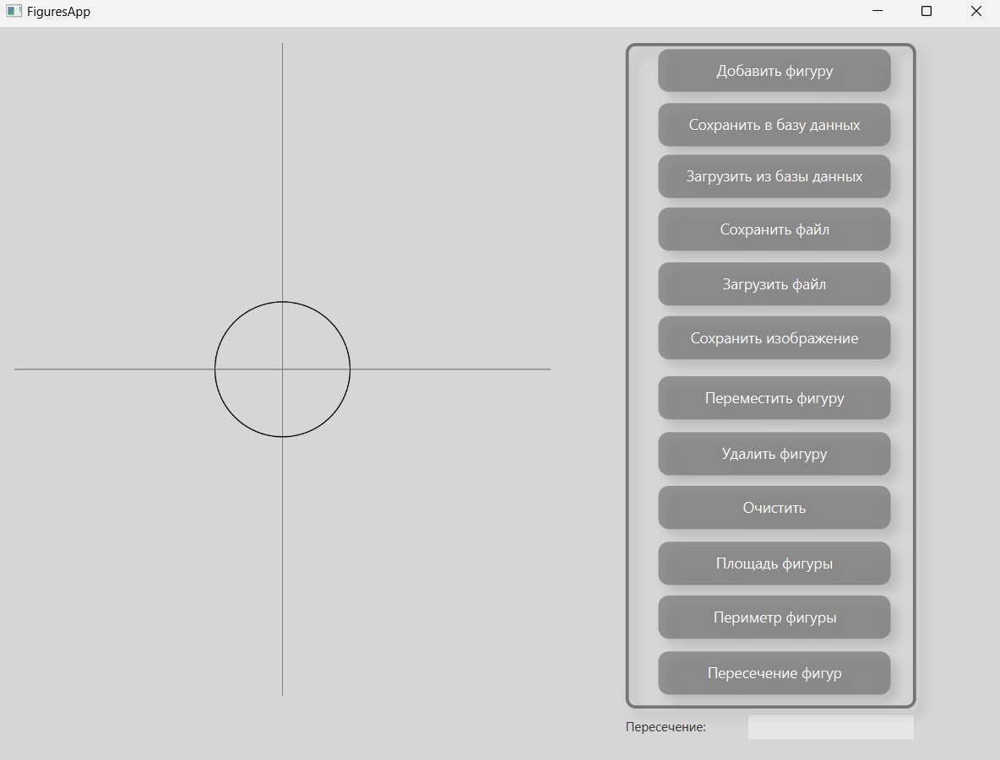 FiguresApp
Добавить фигуру
Сохранить в базу данных
Загрузить из базы данных
Сохранить файл
Загрузить файл
Сохранить изображение
Переместить фигуру
Удалить фигуру
Очистить
Площадь фигуры
Периметр фигуры
Пересечение фигур
Пересечение: